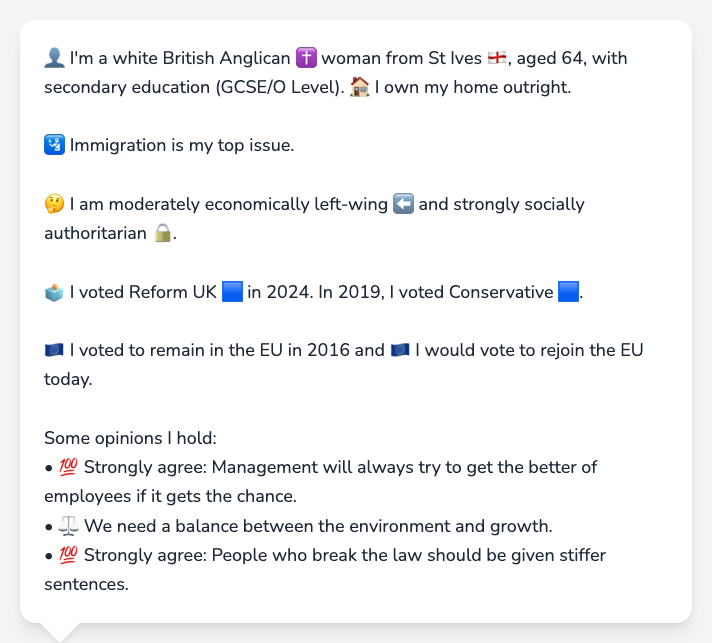 👤 I'm a white British Anglican ✝️ woman from St Ives 🏴󠁧󠁢󠁥󠁮󠁧󠁿, aged 64, with
secondary education (GCSE/O Level). 🏠 I own my home outright.
🛂 Immigration is my top issue.
🤔 I am moderately economically left-wing ⬅️ and strongly socially
authoritarian 🔒.
🗳️ I voted Reform UK 🟦 in 2024. In 2019, I voted Conservative 🟦.
🇪🇺 I voted to remain in the EU in 2016 and 🇪🇺 I would vote to rejoin the EU
today.
Some opinions I hold:
• 💯 Strongly agree: Management will always try to get the better of
employees if it gets the chance.
• ⚖️ We need a balance between the environment and growth.
• 💯 Strongly agree: People who break the law should be given stiffer
sentences.